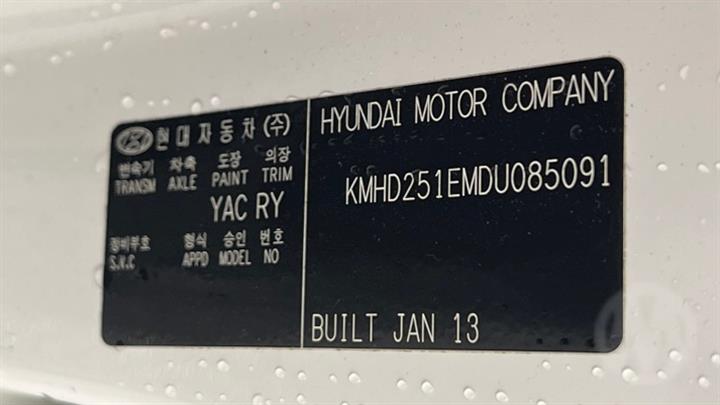 현대자동차(주)
변속기 차축 도장 의장
TRANSM AXLE PAINT TRIM
YAC RY
정비부호 형식 승인 번호
S.V.C APPD MODEL NO
HYUNDAI MOTOR COMPANY
KMHD251EMDU085091
BUILT JAN 13